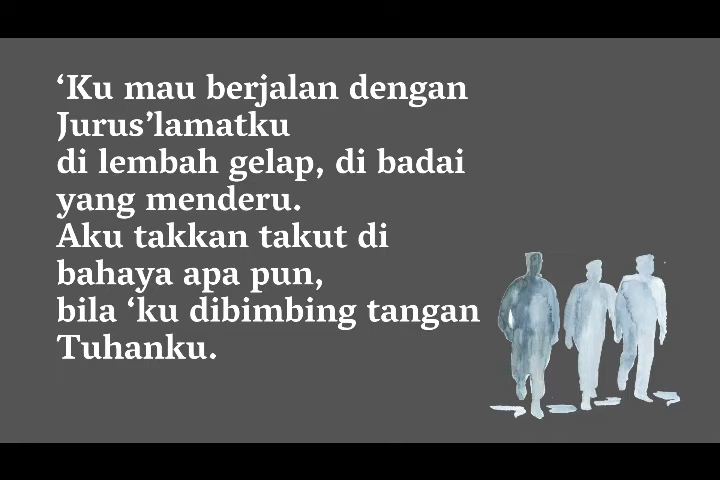 ‘Ku mau berjalan dengan
Jurus’lamatku
di lembah gelap, di badai
yang menderu.
Aku takkan takut di
bahaya apa pun,
bila ‘ku dibimbing tangan
Tuhanku.